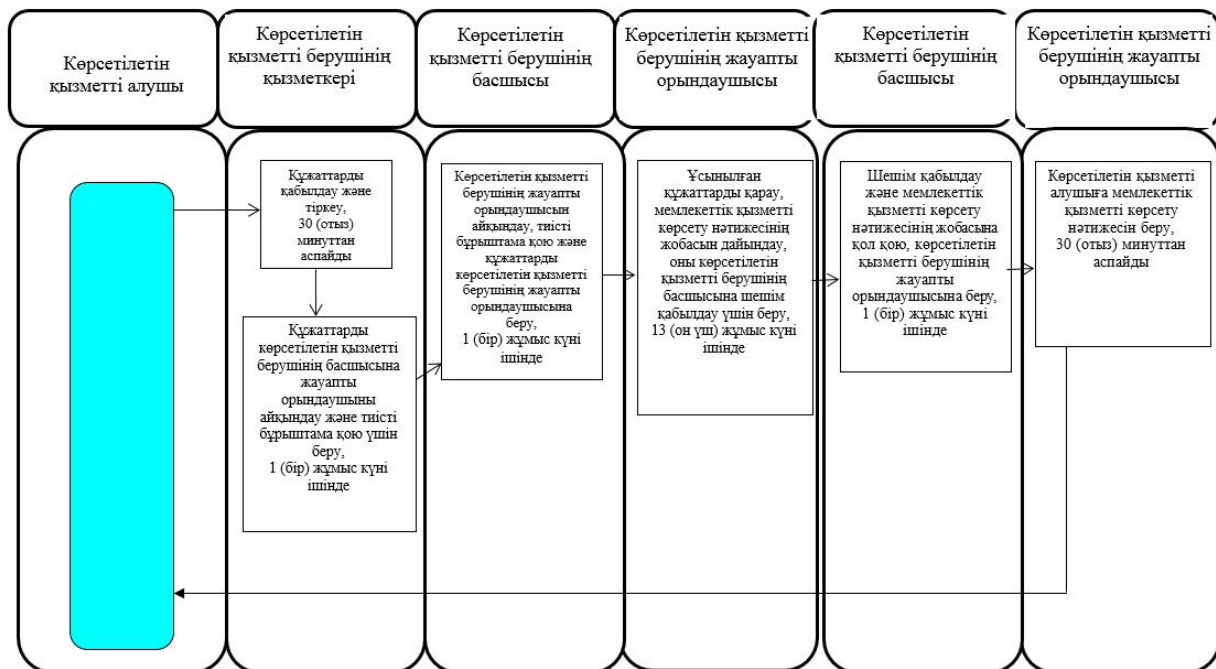 Көрсетілетін
қызметті алушы
Көрсетілетін
қызметті берушінің
қызметкері
Көрсетілетін
қызметті берушінің
басшысы
Көрсетілетін қызметті
берушінің жауапты
орындаушысы
Көрсетілетін
қызметті берушінің
басшысы
Көрсетілетін қызметті
берушінің жауапты
орындаушысы
Құжаттарды
қабылдау және
тіркеу,
30 (отыз)
минуттан
аспайды
Құжаттарды
көрсетілетін қызметті
берушінің басшысына
жауапты
орындаушыны
айқындау және тиісті
бұрыштама қою үшін
беру,
1 (бір) жұмыс күні
ішінде
Көрсетілетін қызметті
берушінің жауапты
орындаушысын
айқындау, тиісті
бұрыштама қою және
құжаттарды
көрсетілетін қызметті
берушінің жауапты
орындаушысына
беру,
1 (бір) жұмыс күні
ішінде
Ұсынылған
құжаттарды қарау,
мемлекеттік қызметті
көрсету нәтижесінің
жобасын дайындау,
оны көрсетілетін
қызметті берушінің
басшысына шешім
қабылдау үшін беру,
13 (он үш) жұмыс күні
ішінде
Шешім қабылдау
және мемлекеттік
қызметті көрсету
нәтижесінің жобасына
қол қою, көрсетілетін
қызметті берушінің
жауапты
орындаушысына беру,
1 (бір) жұмыс күні
ішінде
Көрсетілетін қызметті
алушыға мемлекеттік
қызметті көрсету
нәтижесін беру,
30 (отыз) минуттан
аспайды